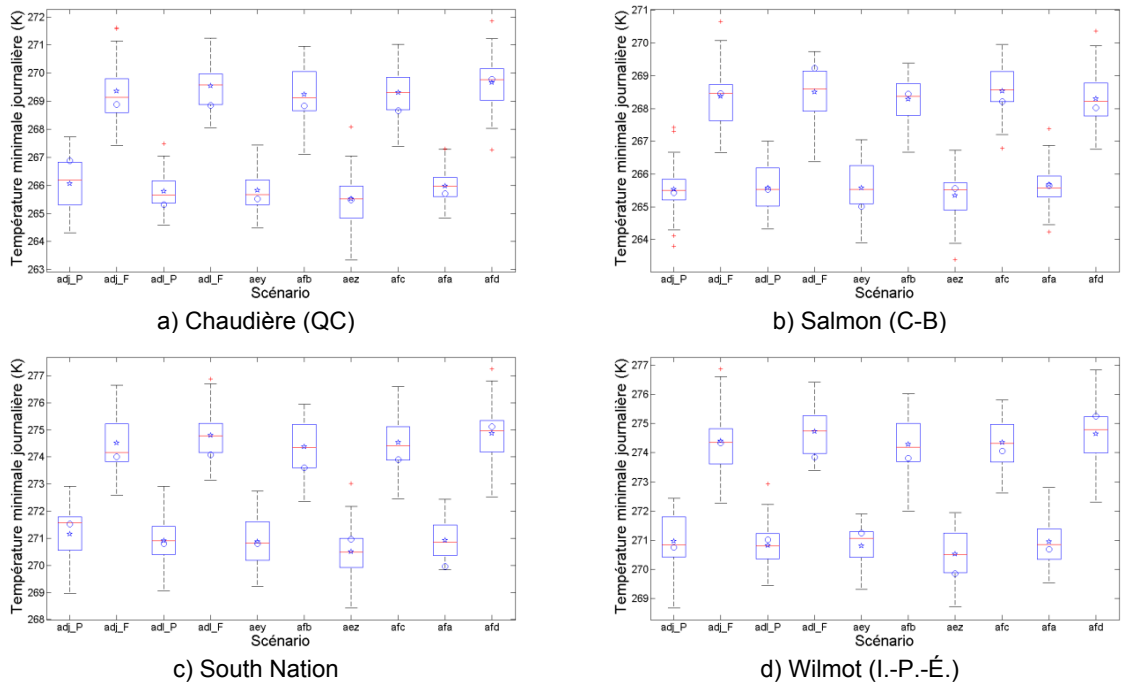 Température minimale journalière (K)
272
271
270
269
268
267
266
265
264
263
adj_P adj_F adl_P adl_F aey afb aez afc afa afd
Scénario
a) Chaudière (QC)
Température minimale journalière (K)
271
270
269
268
267
266
265
264
adj_P adj_F adl_P adl_F aey afb aez afc afa afd
Scénario
b) Salmon (C-B)
Température minimale journalière (K)
277
276
275
274
273
272
271
270
269
268
adj_P adj_F adl_P adl_F aey afb aez afc afa afd
Scénario
c) South Nation
Température minimale journalière (K)
277
276
275
274
273
272
271
270
269
adj_P adj_F adl_P adl_F aey afb aez afc afa afd
Scénario
d) Wilmot (I.-P.-É.)